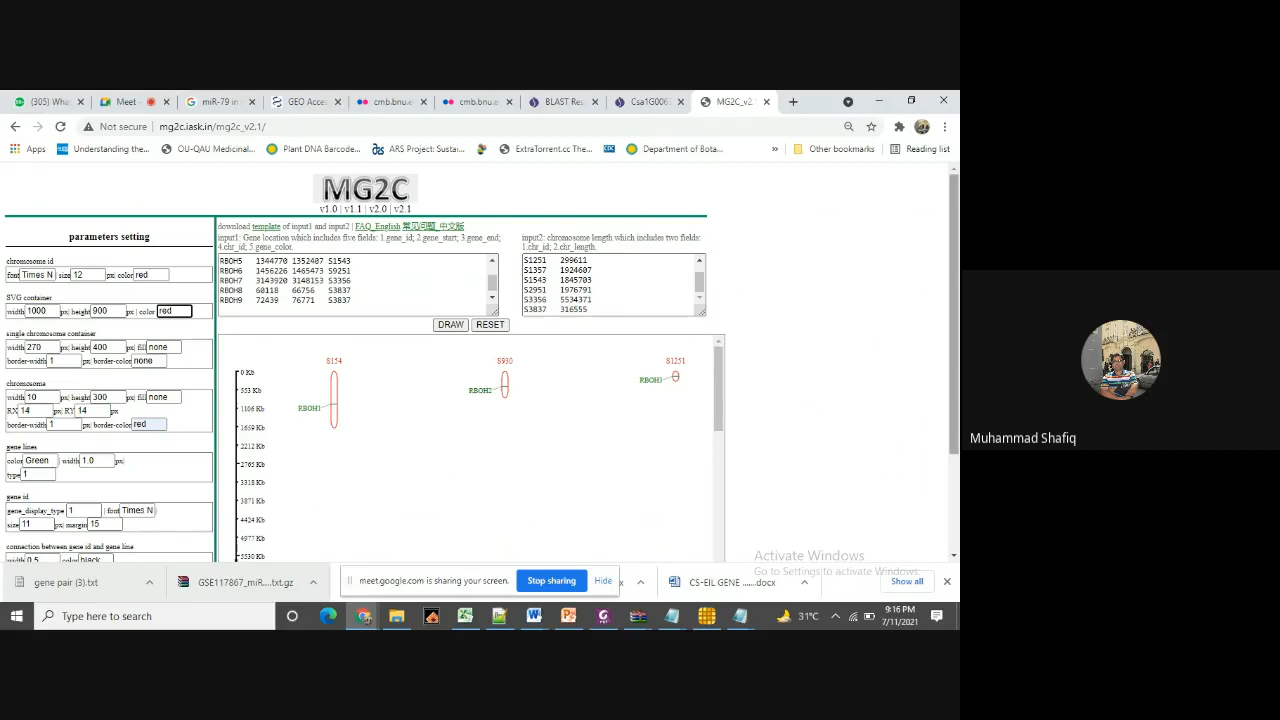 (305) Wha
Meet -
miR-79 in
GEO Acces
cmb.bnu.e
cmb.bnu.e
BLAST Res
Csa1G006
MG2C_v2.
Not secure | mg2c.iask.in/mg2c_v2.1/
Apps
Understanding the...
OU-QAU Medicinal...
Plant DNA Barcode...
ARS Project: Sustai...
ExtraTorrent.cc The...
Department of Bota...
»
Other bookmarks
Reading list
MG2C
v1.0 | v1.1 | v2.0 | v2.1
parameters setting
chromosome id
font Times N size 12 px| color red
SVG container
width 1000 px| height 900 px | color red
single chromosome container
width 270 px| height 400 px| fill none
border-width 1 px| border-color none
chromosome
width 10 px| height 300 px| fill none
RX 14 px| RY 14 px
border-width 1 px| border-color red
gene lines
color Green | width 1.0 px|
type 1
gene id
gene_display_type 1 | font Times N |
size 11 px| margin 15
connection between gene id and gene line
width 0.5 color black
download template of input1 and input2 | FAQ_English 常见问题_中文版
input1: Gene location which includes five fields: 1.gene_id; 2.gene_start; 3.gene_end;
4.chr_id; 5.gene_color.
RBOH5 1344770 1352407 S1543
RBOH6 1456226 1465473 S9251
RBOH7 3143920 3148153 S3356
RBOH8 60118 66756 S3837
RBOH9 72439 76771 S3837
input2: chromosome length which includes two fields:
1.chr_id; 2.chr_length.
S1251 299611
S1357 1924607
S1543 1845703
S2951 1976791
S3356 5534371
S3837 316555
DRAW RESET
S154
S930
S1251
0 Kb
553 Kb
1106 Kb
1659 Kb
2212 Kb
2765 Kb
3318 Kb
3871 Kb
4424 Kb
4977 Kb
5530 Kb
RBOH1
RBOH2
RBOH3
Activate Windows
Go to Settings to activate Windows.
gene pair (3).txt
GSE117867_miR....txt.gz
meet.google.com is sharing your screen.
Stop sharing
Hide
CS-EIL GENE .......docx
Show all
Type here to search
31°C
9:16 PM
7/11/2021
Muhammad Shafiq